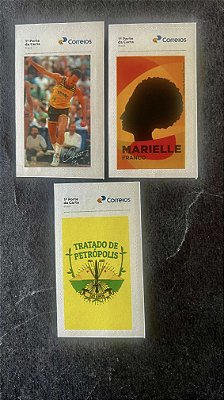 1º Porte
da Carta
Correios
1º Porte
da Carta
Correios
MARIELLE
FRANCO
1º Porte
da Carta
Correios
TRATADO DE
PETRÓPOLIS